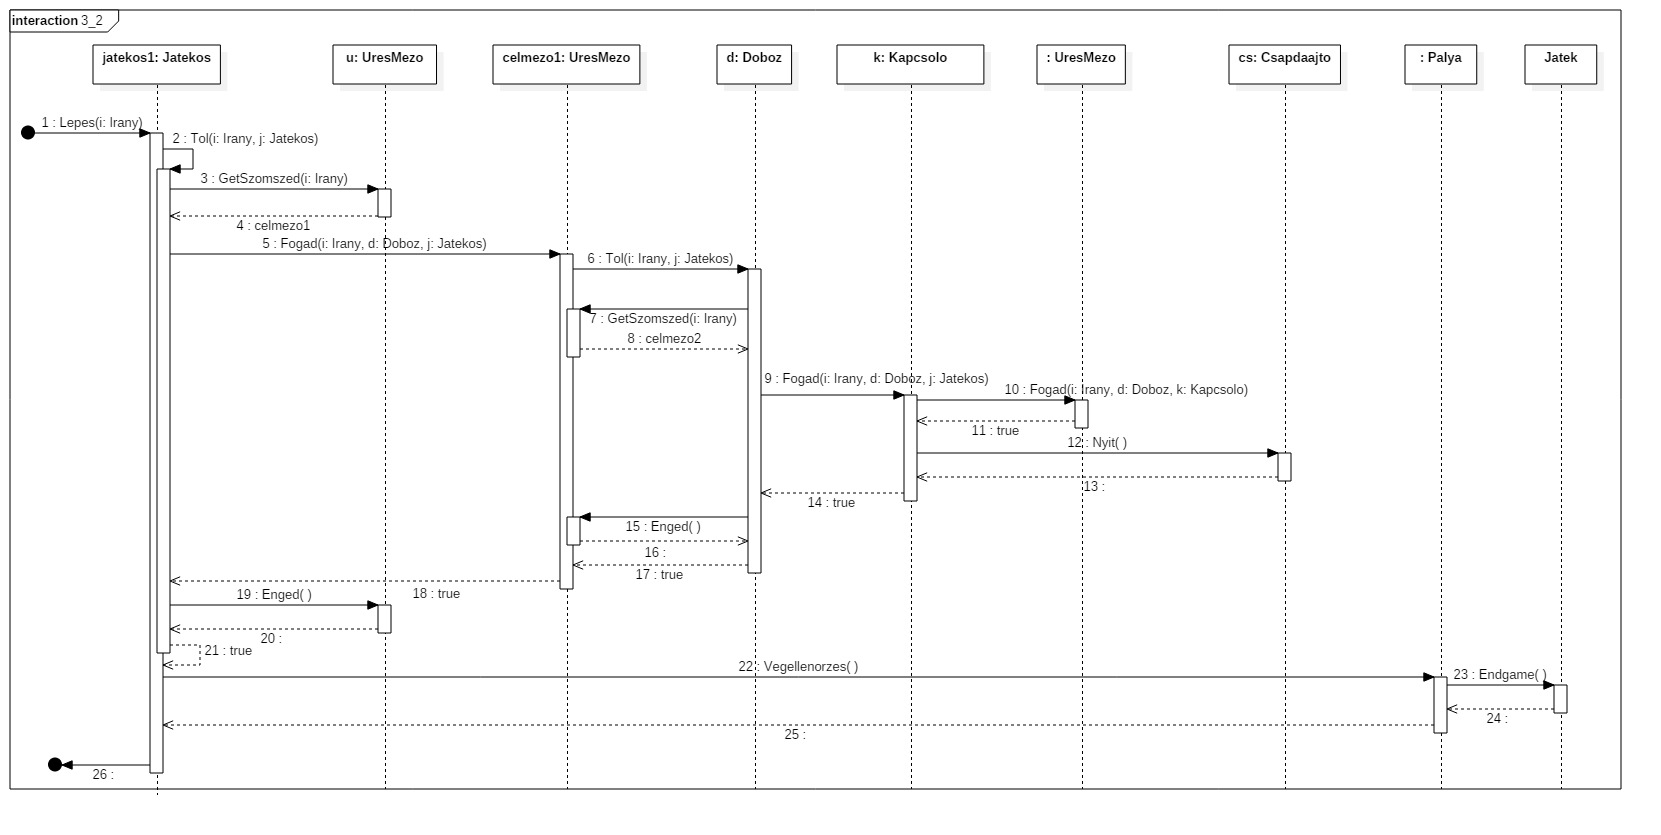 interaction 3_2
jatekos1: Jatekos
u: UresMezo
celmezo1: UresMezo
d: Doboz
k: Kapcsolo
: UresMezo
cs: Csapdaajto
: Palya
Jatek
1 : Lepes(i: Irany)
2 : Tol(i: Irany, j: Jatekos)
3 : GetSzomszed(i: Irany)
4 : celmezo1
5 : Fogad(i: Irany, d: Doboz, j: Jatekos)
6 : Tol(i: Irany, j: Jatekos)
7 : GetSzomszed(i: Irany)
8 : celmezo2
9 : Fogad(i: Irany, d: Doboz, j: Jatekos)
10 : Fogad(i: Irany, d: Doboz, k: Kapcsolo)
11 : true
12 : Nyit( )
13 :
14 : true
15 : Enged( )
16 :
17 : true
18 : true
19 : Enged( )
20 :
21 : true
22 : Vegellenorzes( )
23 : Endgame( )
24 :
25 :
26 :